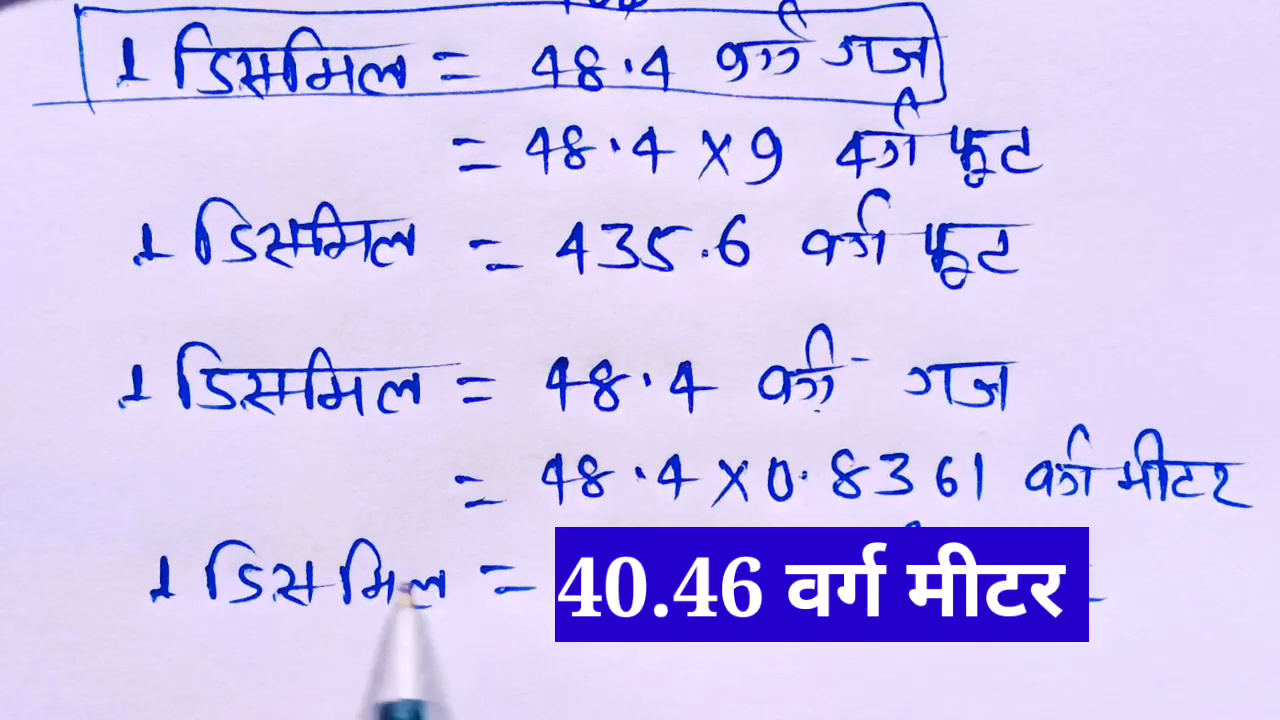 1 डिसमिल = 48.4 वर्ग गज
= 48.4 × 9 वर्ग फूट
1 डिसमिल = 435.6 वर्ग फूट
1 डिसमिल = 48.4 वर्ग गज
= 48.4 × 0.8361 वर्ग मीटर
1 डिसमिल = 40.46 वर्ग मीटर